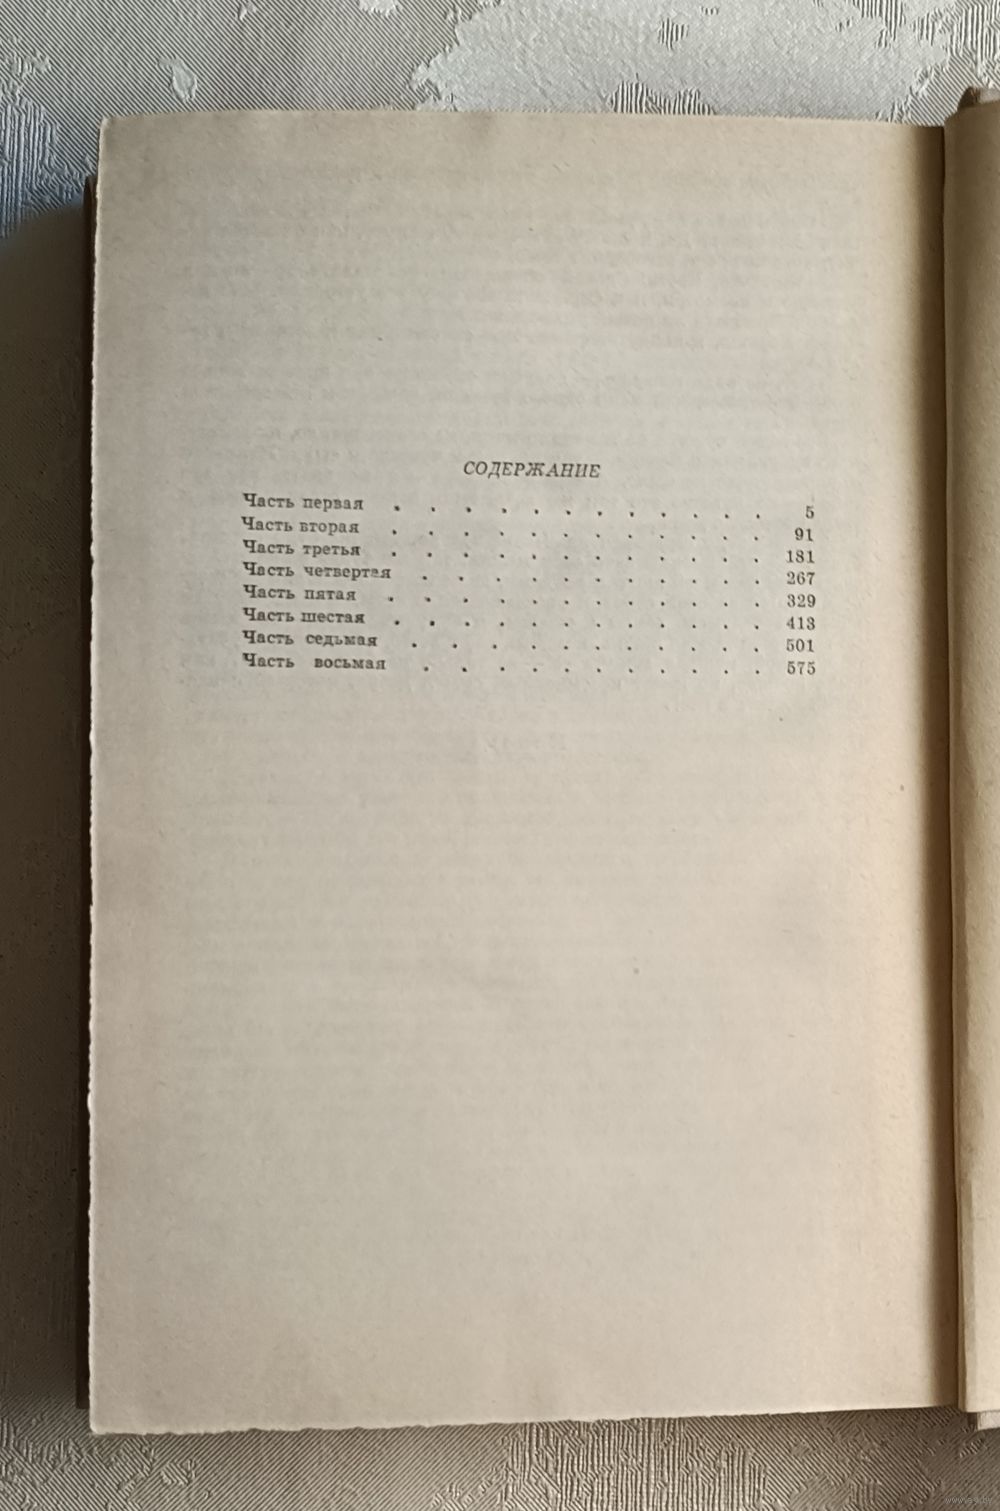 СОДЕРЖАНИЕ
Часть первая . . . . . . . . . . . 5
Часть вторая . . . . . . . . . . . 91
Часть третья . . . . . . . . . . . 181
Часть четвертая . . . . . . . . . . 267
Часть пятая . . . . . . . . . . . 329
Часть шестая . . . . . . . . . . . 413
Часть седьмая . . . . . . . . . . 501
Часть восьмая . . . . . . . . . . 575